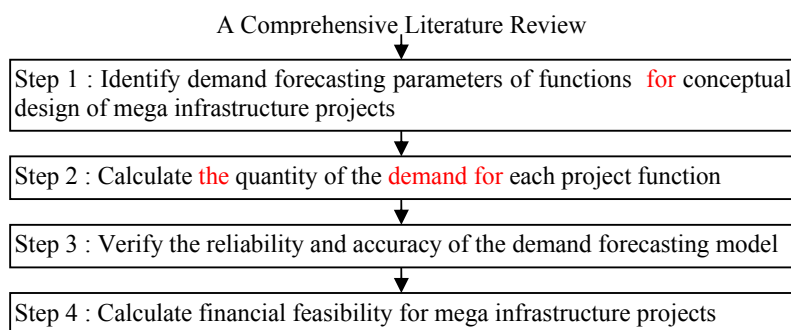 A Comprehensive Literature Review
Step 1 : Identify demand forecasting parameters of functions for conceptual
design of mega infrastructure projects
Step 2 : Calculate the quantity of the demand for each project function
Step 3 : Verify the reliability and accuracy of the demand forecasting model
Step 4 : Calculate financial feasibility for mega infrastructure projects